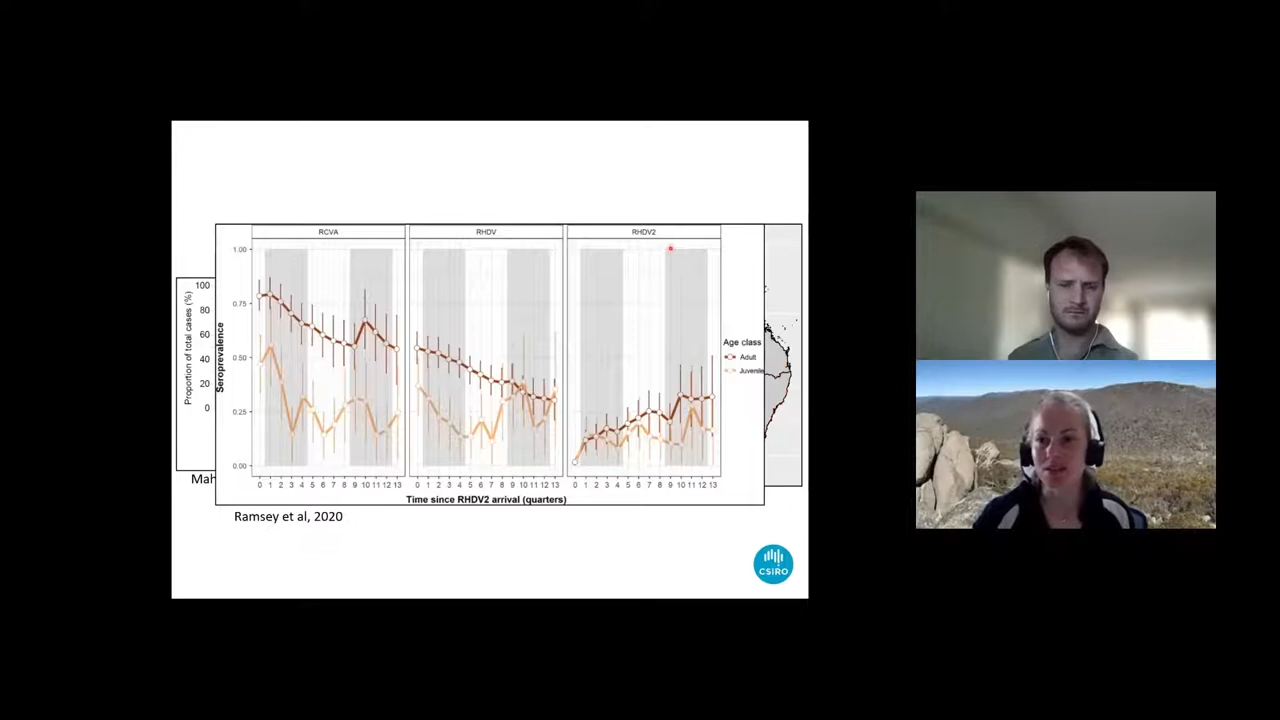 RCVA
RHDV
RHDV2
1.00
0.75
0.50
0.25
0.00
Seroprevalence
0 1 2 3 4 5 6 7 8 9 10 11 12 13
0 1 2 3 4 5 6 7 8 9 10 11 12 13
0 1 2 3 4 5 6 7 8 9 10 11 12 13
Time since RHDV2 arrival (quarters)
Age class
Adult
Juvenile
Proportion of total cases (%)
100
80
60
40
20
0
Mah
Ramsey et al, 2020
CSIRO